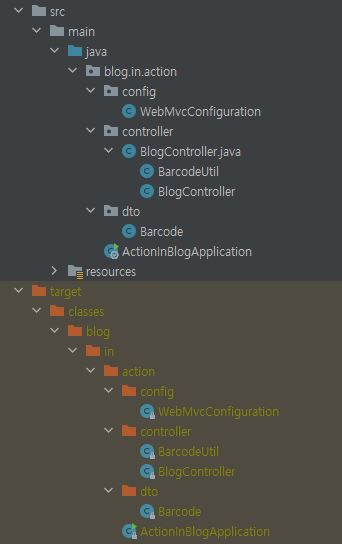 src
main
java
blog.in.action
config
WebMvcConfiguration
controller
BlogController.java
BarcodeUtil
BlogController
dto
Barcode
ActionInBlogApplication
resources
target
classes
blog
in
action
config
WebMvcConfiguration
controller
BarcodeUtil
BlogController
dto
Barcode
ActionInBlogApplication